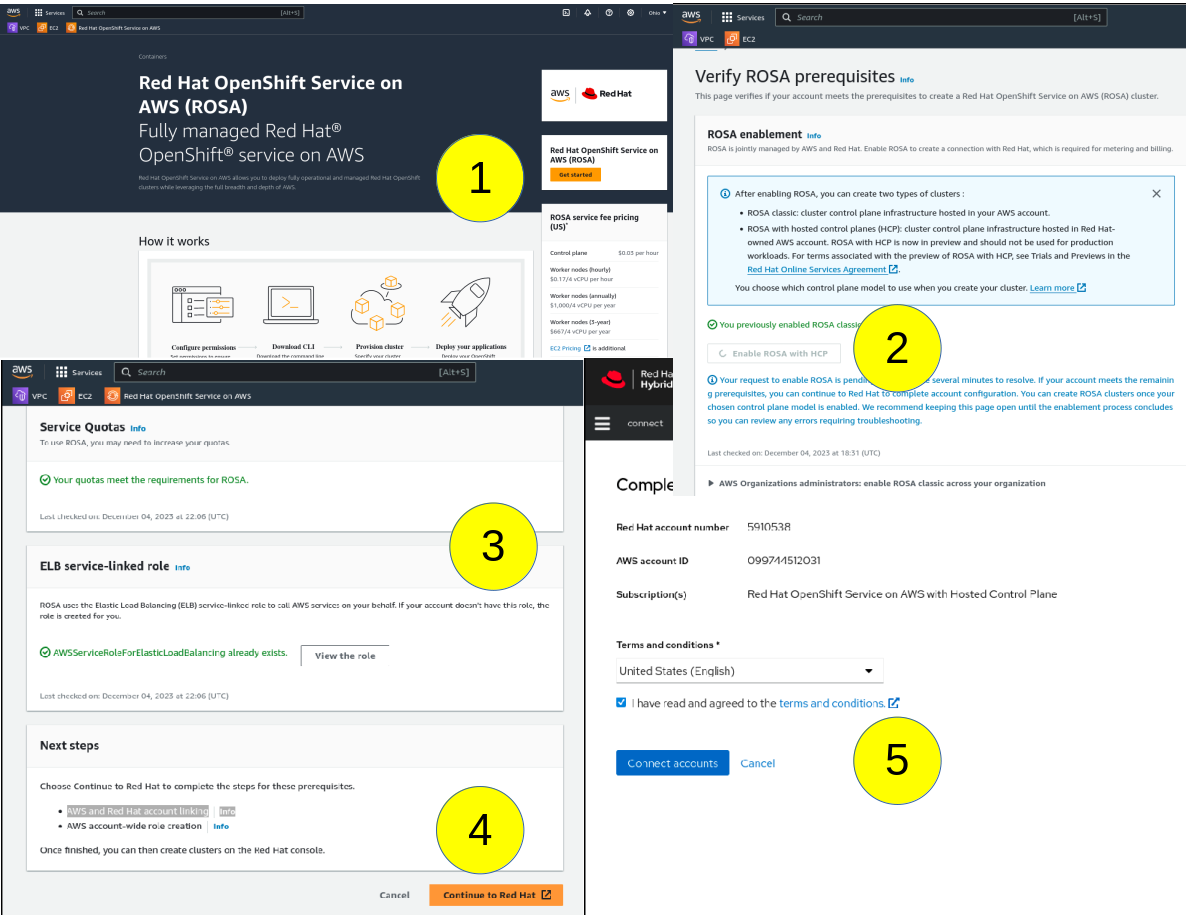 aws
Services
Search
[Alt+S]
Ohio
VPC
EC2
Red Hat OpenShift Service on AWS
Containers
Red Hat OpenShift Service on
AWS (ROSA)
Fully managed Red Hat®
OpenShift® service on AWS
Red Hat OpenShift Service on AWS allows you to deploy fully operational and managed Red Hat OpenShift
clusters while leveraging the full breadth and depth of AWS.
1
aws
Red Hat
Red Hat OpenShift Service on
AWS (ROSA)
Get started
ROSA service fee pricing
(US)*
Control plane $0.03 per hour
Worker nodes (hourly)
$0.17/4 vCPU per hour
Worker nodes (annually)
$1,000/4 vCPU per year
Worker nodes (3-year)
$667/4 vCPU per year
EC2 Pricing is additional
How it works
Configure permissions
Download CLI
Provision cluster
Deploy your applications
Set permissions to ensure
Download the command line
Specify your cluster
Deploy your OpenShift
aws
Services
Search
[Alt+S]
VPC
EC2
Verify ROSA prerequisites Info
This page verifies if your account meets the prerequisites to create a Red Hat OpenShift Service on AWS (ROSA) cluster.
ROSA enablement Info
ROSA is jointly managed by AWS and Red Hat. Enable ROSA to create a connection with Red Hat, which is required for metering and billing.
After enabling ROSA, you can create two types of clusters :
• ROSA classic: cluster control plane infrastructure hosted in your AWS account.
• ROSA with hosted control planes (HCP): cluster control plane infrastructure hosted in Red Hat-
owned AWS account. ROSA with HCP is now in preview and should not be used for production
workloads. For terms associated with the preview of ROSA with HCP, see Trials and Previews in the
Red Hat Online Services Agreement.
You choose which control plane model to use when you create your cluster. Learn more
You previously enabled ROSA classic
Enable ROSA with HCP
2
Your request to enable ROSA is pending several minutes to resolve. If your account meets the remainin
g prerequisites, you can continue to Red Hat to complete account configuration. You can create ROSA clusters once your
chosen control plane model is enabled. We recommend keeping this page open until the enablement process concludes
so you can review any errors requiring troubleshooting.
Last checked on: December 04, 2023 at 18:31 (UTC)
AWS Organizations administrators: enable ROSA classic across your organization
aws
Services
Search
[Alt+S]
VPC
EC2
Red Hat OpenShift Service on AWS
Service Quotas Info
To use ROSA, you may need to increase your quotas
Your quotas meet the requirements for ROSA.
Last checked on: December 04, 2023 at 22:06 (UTC)
3
ELB service-linked role Info
ROSA uses the Elastic Load Balancing (ELB) service-linked role to call AWS services on your behalf. If your account doesn't have this role, the
role is created for you.
AWSServiceRoleForElasticLoadBalancing already exists.
View the role
Last checked on: December 04, 2023 at 22:06 (UTC)
Next steps
Choose Continue to Red Hat to complete the steps for these prerequisites.
• AWS and Red Hat account linking Info
• AWS account-wide role creation Info
Once finished, you can then create clusters on the Red Hat console.
4
Cancel
Continue to Red Hat
Red Ha
Hybrid
connect
Comple
Red Hat account number 5910538
AWS account ID 099744512031
Subscription(s) Red Hat OpenShift Service on AWS with Hosted Control Plane
Terms and conditions *
United States (English)
I have read and agreed to the terms and conditions.
Connect accounts
Cancel
5